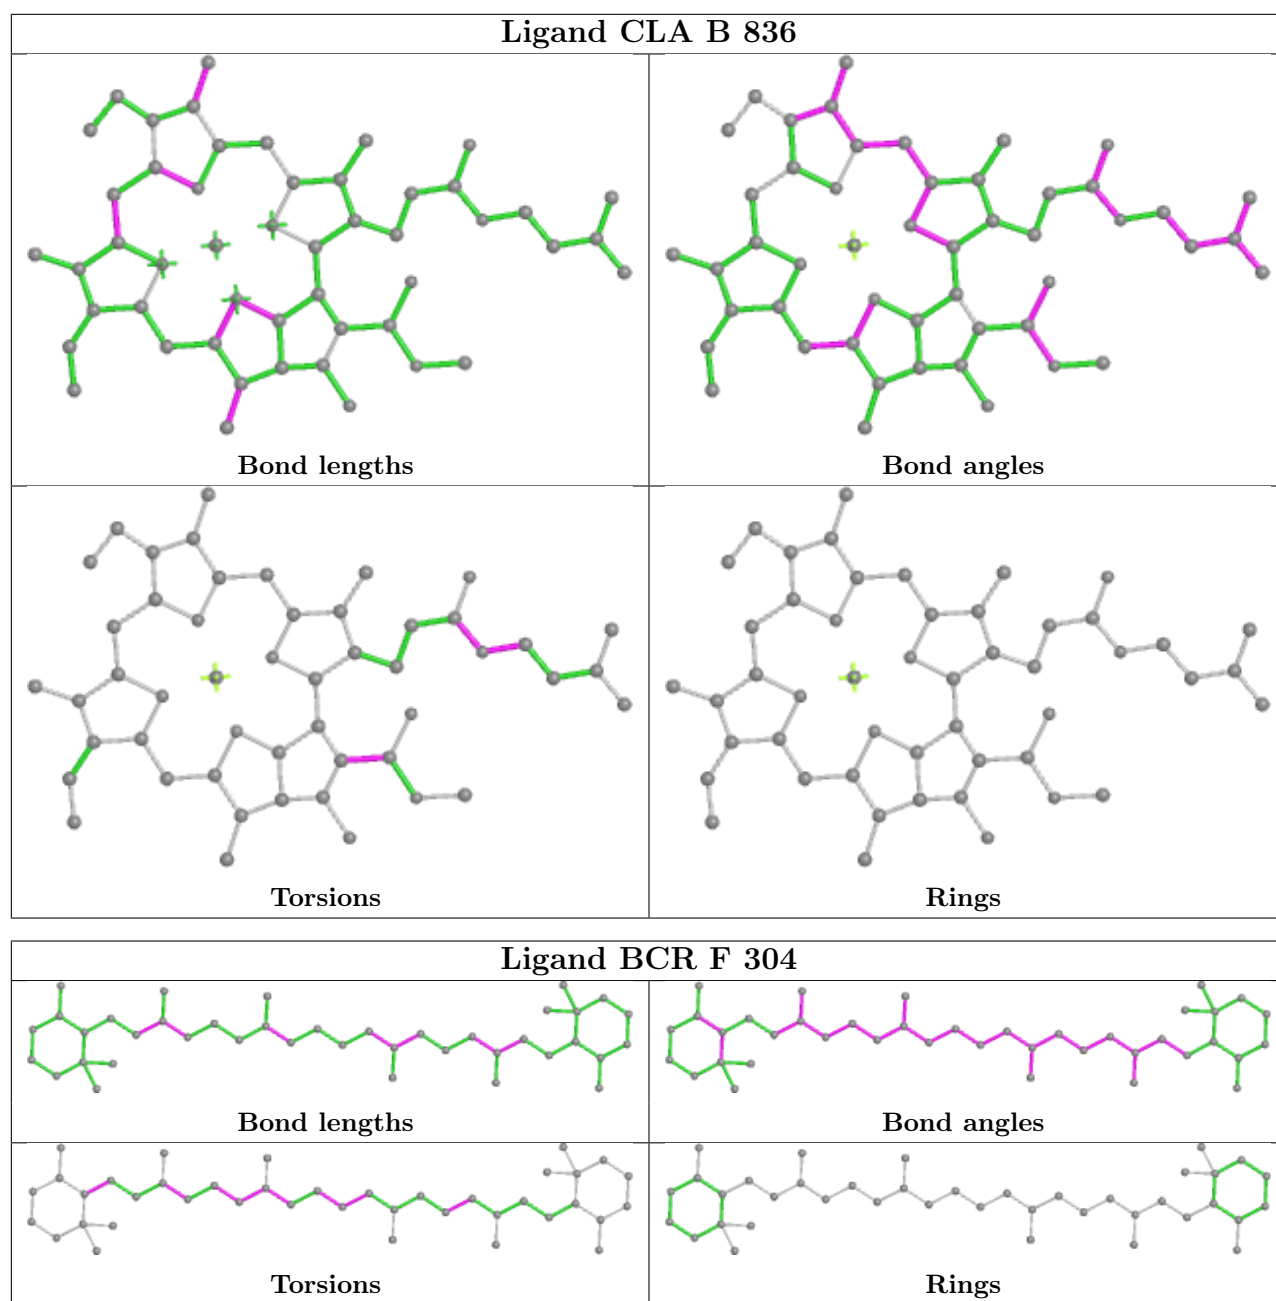 Ligand CLA B 836
Bond lengths
Bond angles
Torsions
Rings
Ligand BCR F 304
Bond lengths
Bond angles
Torsions
Rings